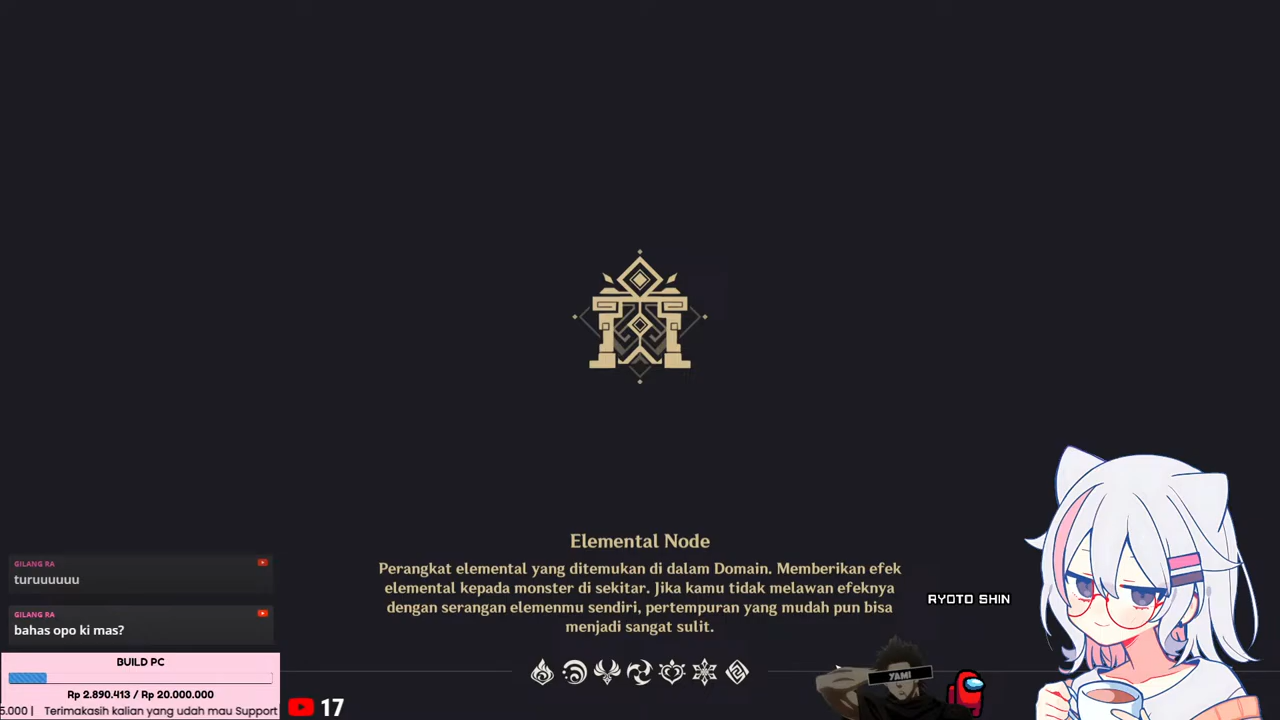 Elemental Node
Perangkat elemental yang ditemukan di dalam Domain. Memberikan efek
elemental kepada monster di sekitar. Jika kamu tidak melawan efeknya
dengan serangan elemenmu sendiri, pertempuran yang mudah pun bisa
menjadi sangat sulit.
GILANG RA
turuuuuuu
GILANG RA
bahas opo ki mas?
BUILD PC
Rp 2.890.413 / Rp 20.000.000
5.000 | Terimakasih kalian yang udah mau Support
17
RYOTO SHIN
YAMI